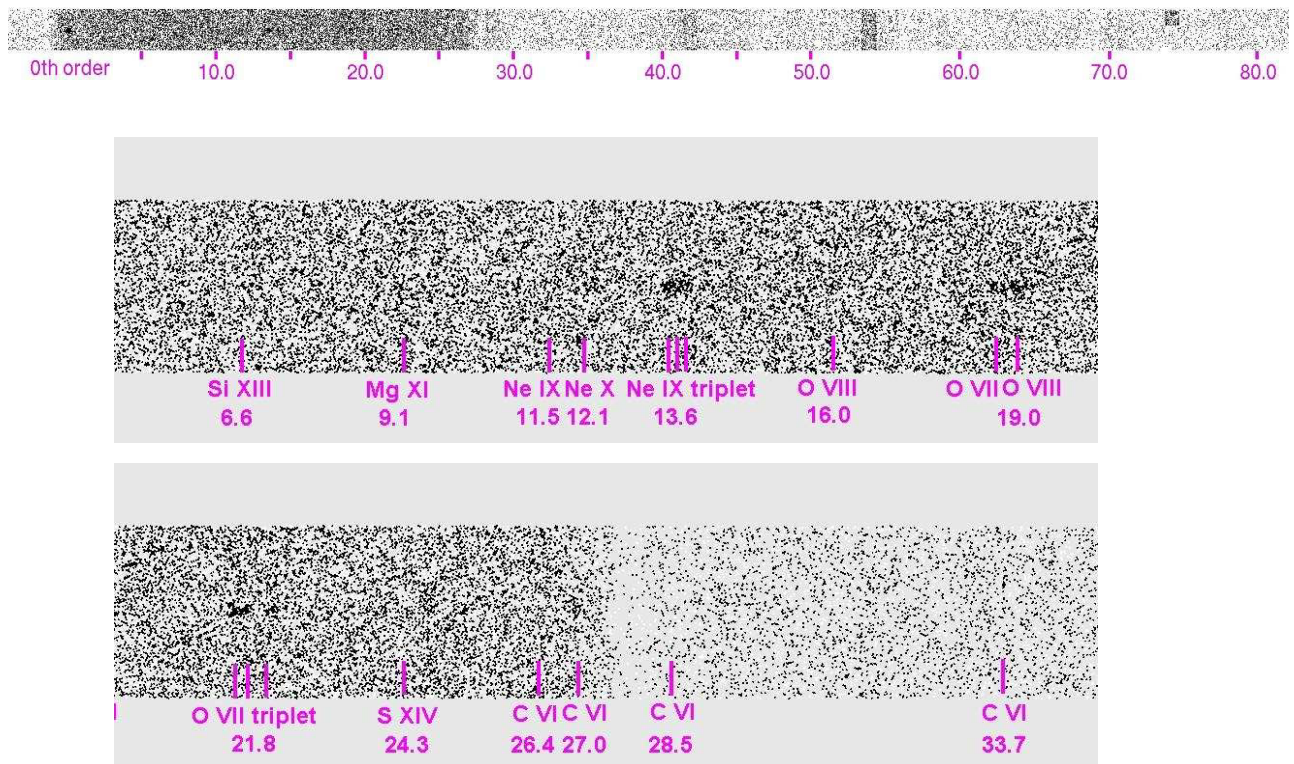 0th order 10.0 20.0 30.0 40.0 50.0 60.0 70.0 80.0
Si XIII Mg XI Ne IX Ne X Ne IX triplet O VIII O VII O VIII
6.6 9.1 11.5 12.1 13.6 16.0 19.0
O VII triplet S XIV C VI C VI C VI C VI
21.8 24.3 26.4 27.0 28.5 33.7